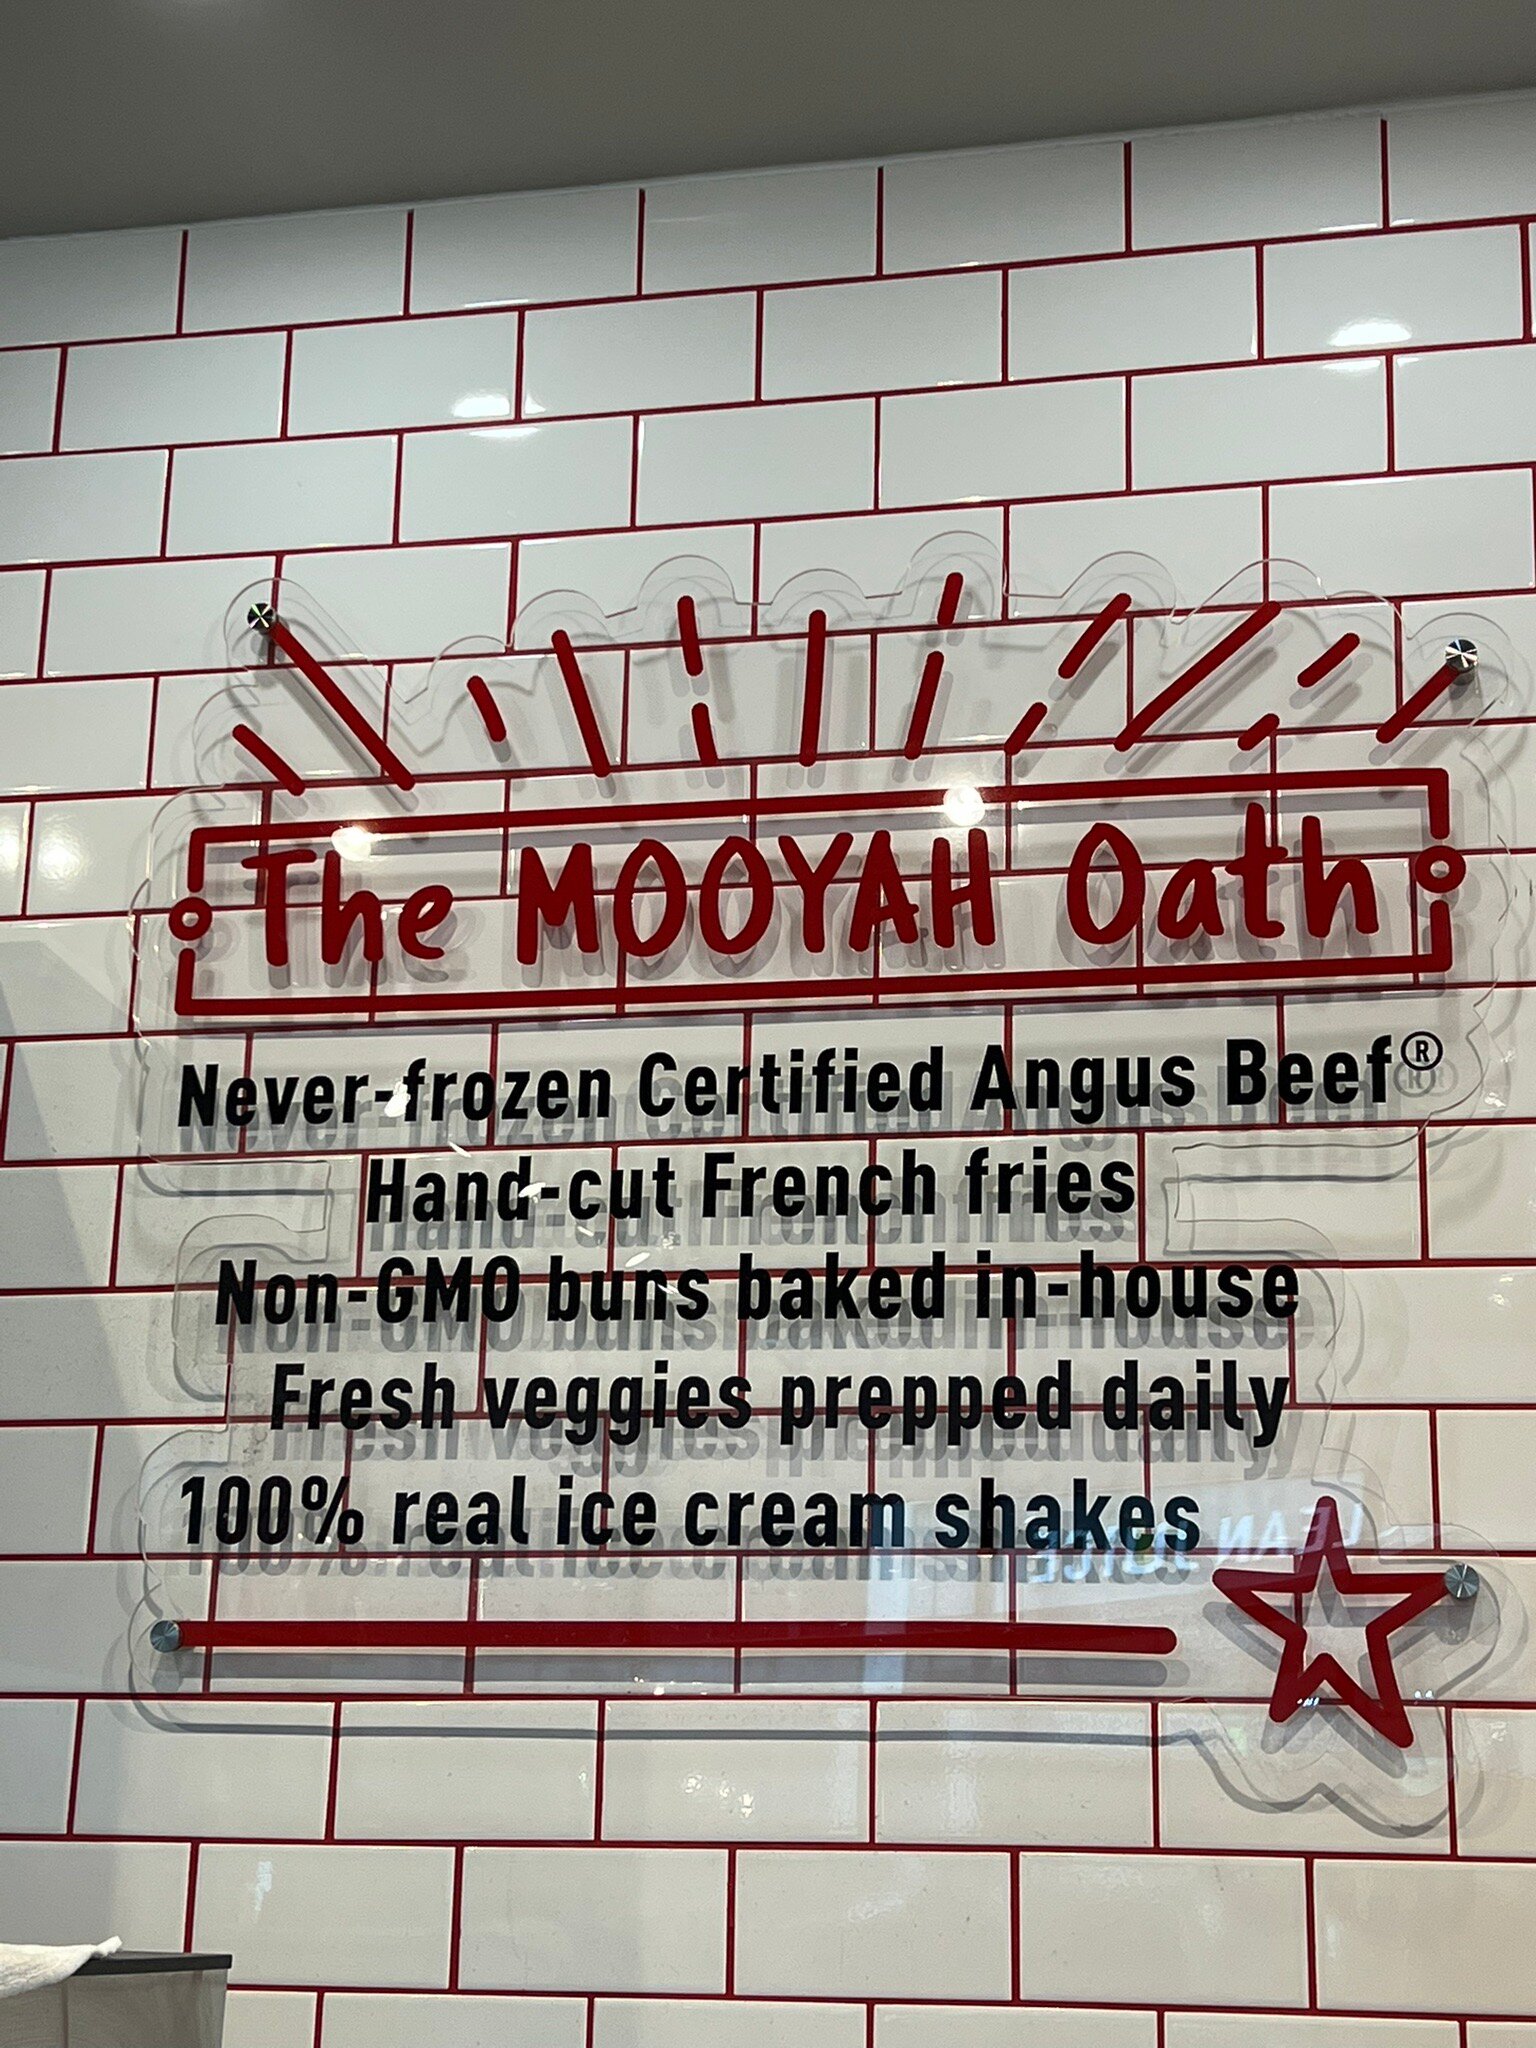 The MOOYAH Oath
Never-frozen Certified Angus Beef®
Hand-cut French fries
Non-GMO buns baked in-house
Fresh veggies prepped daily
100% real ice cream shakes